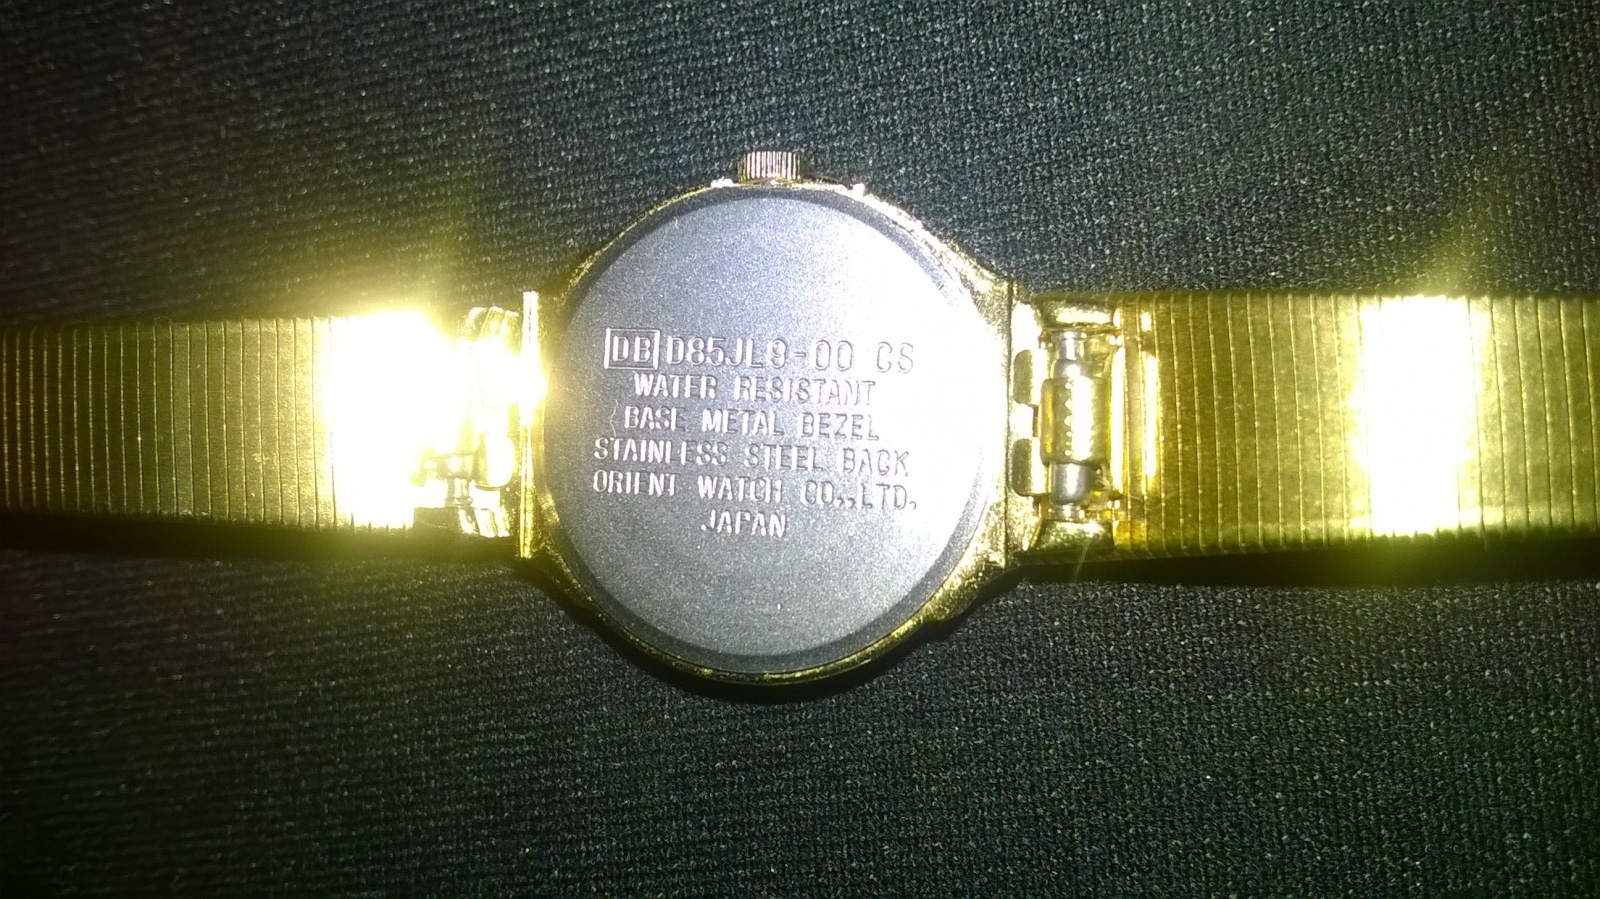 DB D85JL9-00 CS
WATER RESISTANT
BASE METAL BEZEL
STAINLESS STEEL BACK
ORIENT WATCH CO.,LTD.
JAPAN